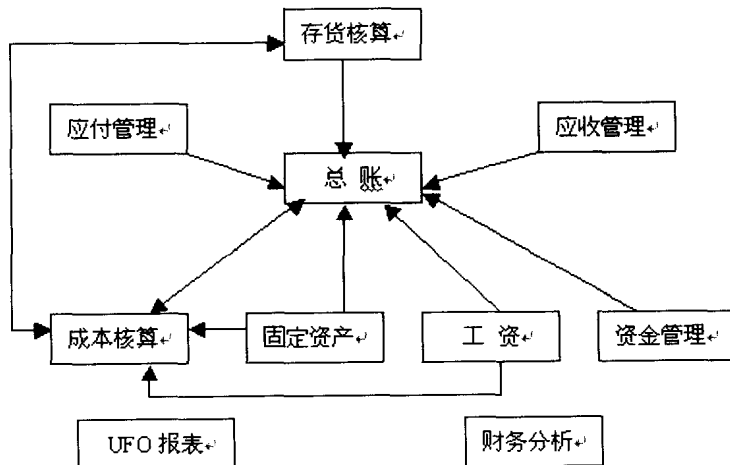 存货核算
应付管理
应收管理
总 账
成本核算
固定资产
工 资
资金管理
UFO 报表
财务分析